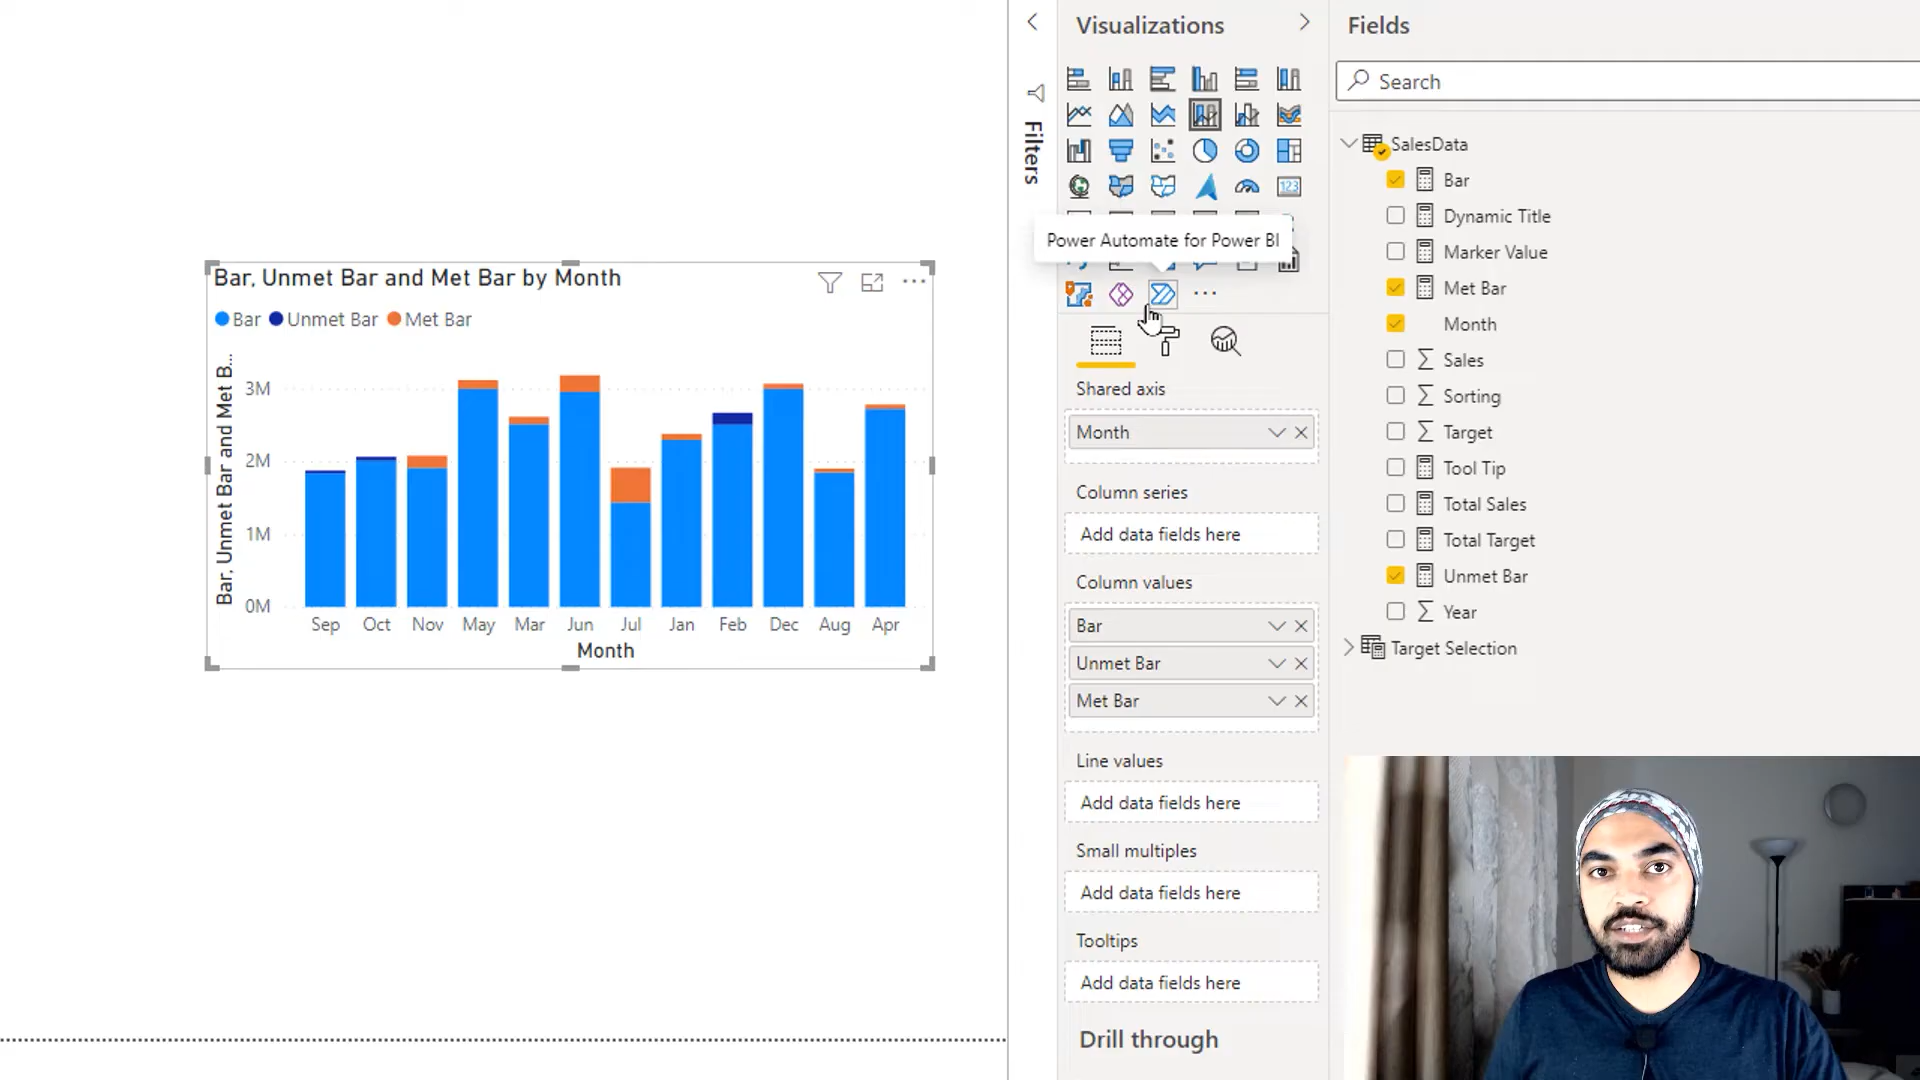 Visualizations
Fields
Search
Filters
Power Automate for Power BI
123
SalesData
Bar
Dynamic Title
Marker Value
Met Bar
Month
Sales
Sorting
Target
Tool Tip
Total Sales
Total Target
Unmet Bar
Year
Target Selection
Bar, Unmet Bar and Met Bar by Month
Bar Unmet Bar Met Bar
Bar, Unmet Bar and Met B...
3M
2M
1M
0M
Sep Oct Nov May Mar Jun Jul Jan Feb Dec Aug Apr
Month
Shared axis
Month
Column series
Add data fields here
Column values
Bar
Unmet Bar
Met Bar
Line values
Add data fields here
Small multiples
Add data fields here
Tooltips
Add data fields here
Drill through